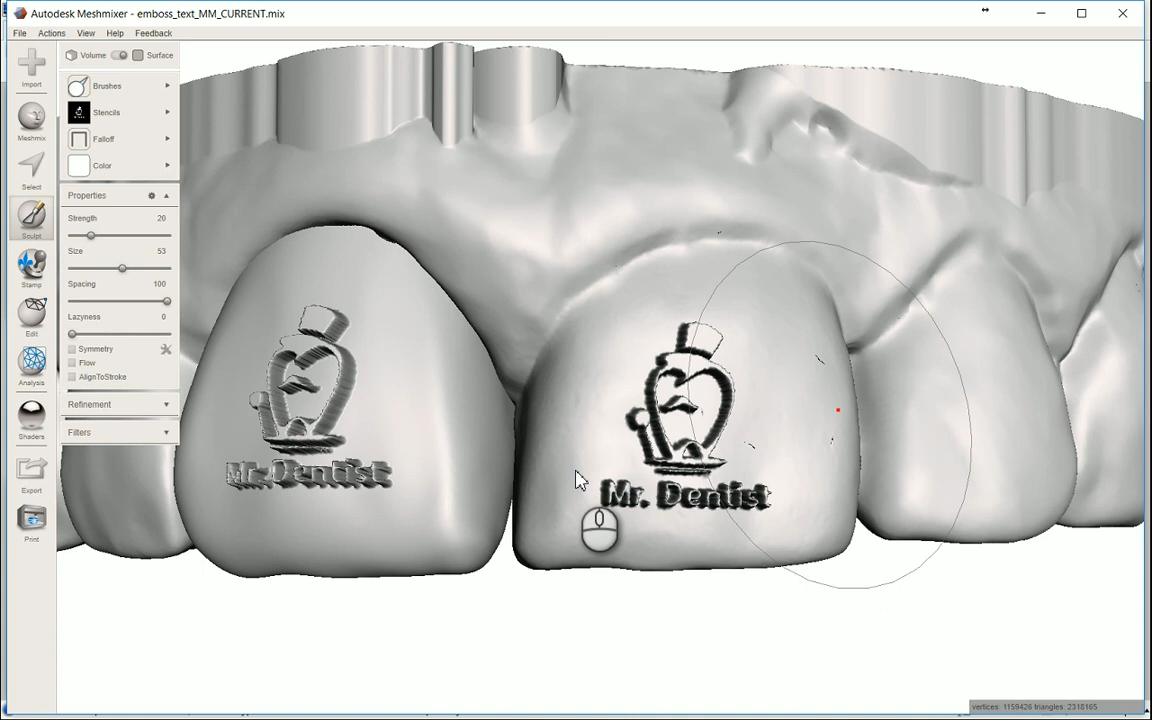 Autodesk Meshmixer - emboss_text_MM_CURRENT.mix
File Actions View Help Feedback
Import
Meshmix
Select
Sculpt
Stamp
Edit
Analysis
Shaders
Export
Print
Volume Surface
Brushes
Stencils
Falloff
Color
Properties
Strength 20
Size 53
Spacing 100
Lazyness 0
Symmetry
Flow
AlignToStroke
Refinement
Filters
Mr. Dentist
Mr. Dentist
vertices: 1159426 triangles: 2318165